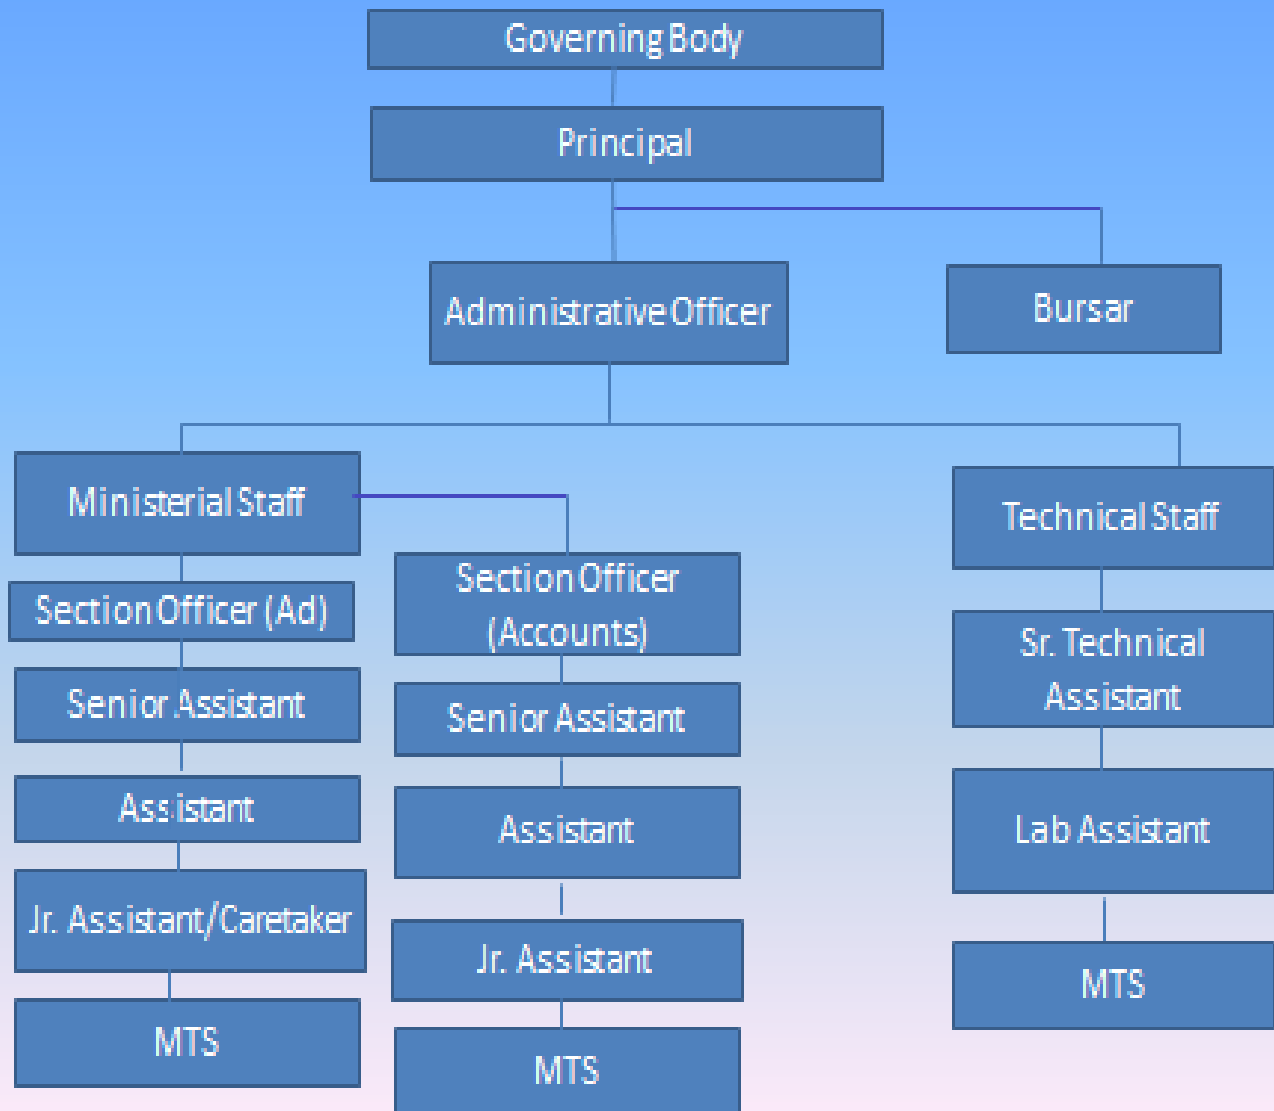 Governing Body
Principal
Administrative Officer
Bursar
Ministerial Staff
Section Officer (Ad)
Senior Assistant
Assistant
Jr. Assistant/Caretaker
MTS
Section Officer
(Accounts)
Senior Assistant
Assistant
Jr. Assistant
MTS
Technical Staff
Sr. Technical
Assistant
Lab Assistant
MTS